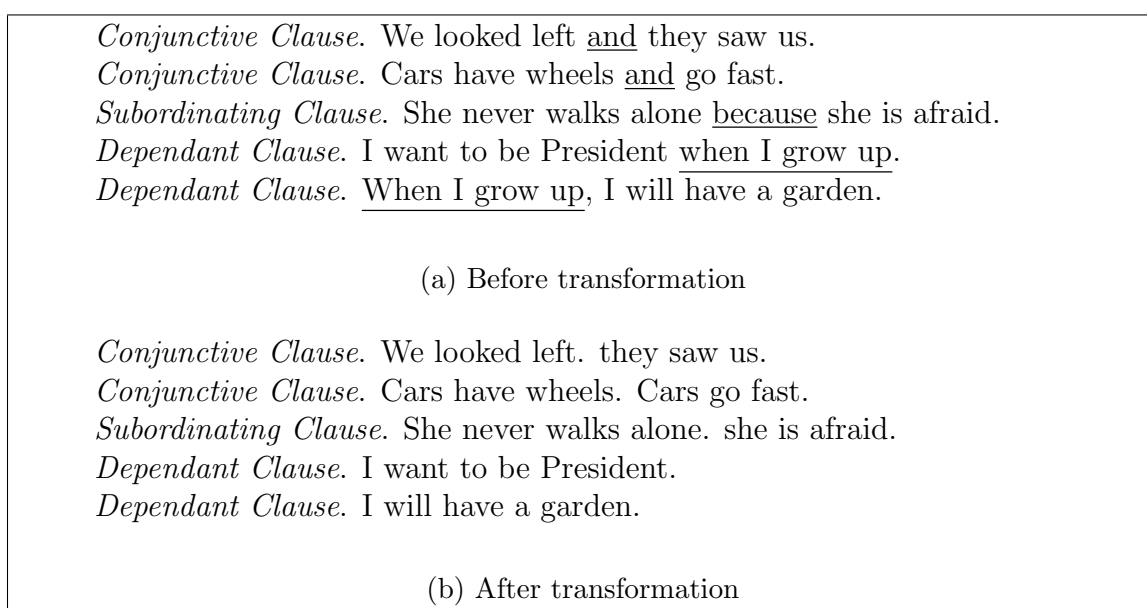 Conjunctive Clause. We looked left and they saw us.
Conjunctive Clause. Cars have wheels and go fast.
Subordinating Clause. She never walks alone because she is afraid.
Dependant Clause. I want to be President when I grow up.
Dependant Clause. When I grow up, I will have a garden.
(a) Before transformation
Conjunctive Clause. We looked left. they saw us.
Conjunctive Clause. Cars have wheels. Cars go fast.
Subordinating Clause. She never walks alone. she is afraid.
Dependant Clause. I want to be President.
Dependant Clause. I will have a garden.
(b) After transformation